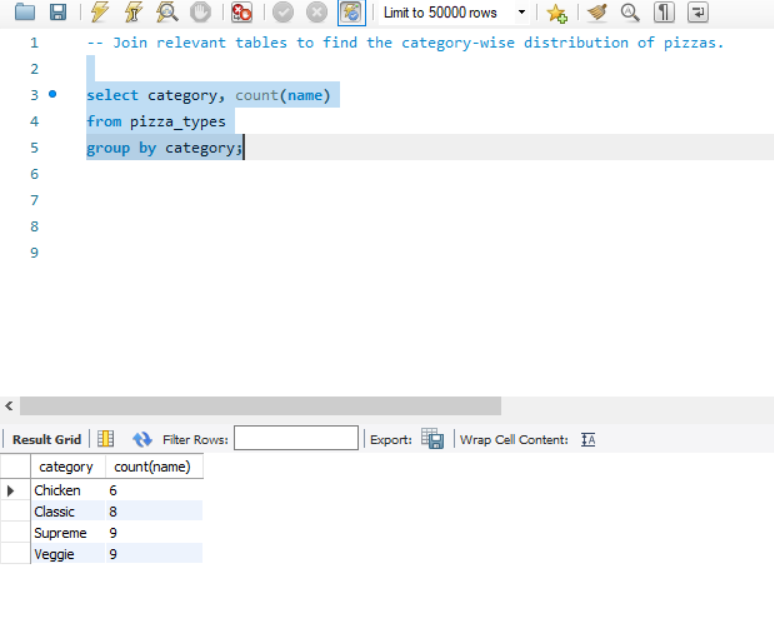 Limit to 50000 rows
1 -- Join relevant tables to find the category-wise distribution of pizzas.
2
3 select category, count(name)
4 from pizza_types
5 group by category;
6
7
8
9
Result Grid Filter Rows: Export: Wrap Cell Content: IA
category count(name)
Chicken 6
Classic 8
Supreme 9
Veggie 9